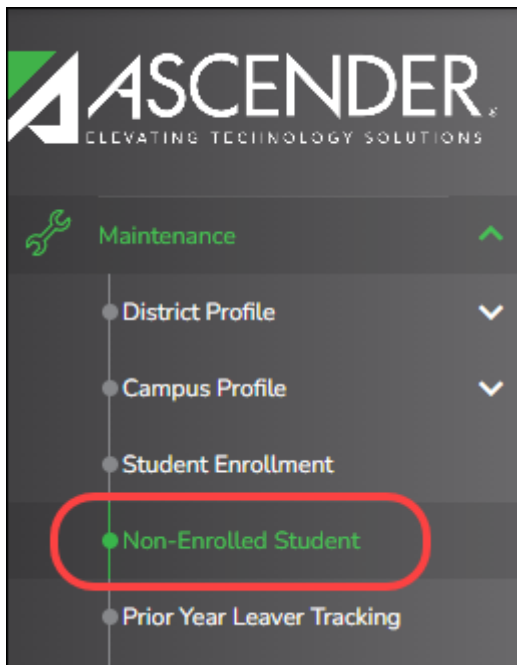 ASCENDER®
ELEVATING TECHNOLOGY SOLUTIONS
Maintenance
District Profile
Campus Profile
Student Enrollment
Non-Enrolled Student
Prior Year Leaver Tracking